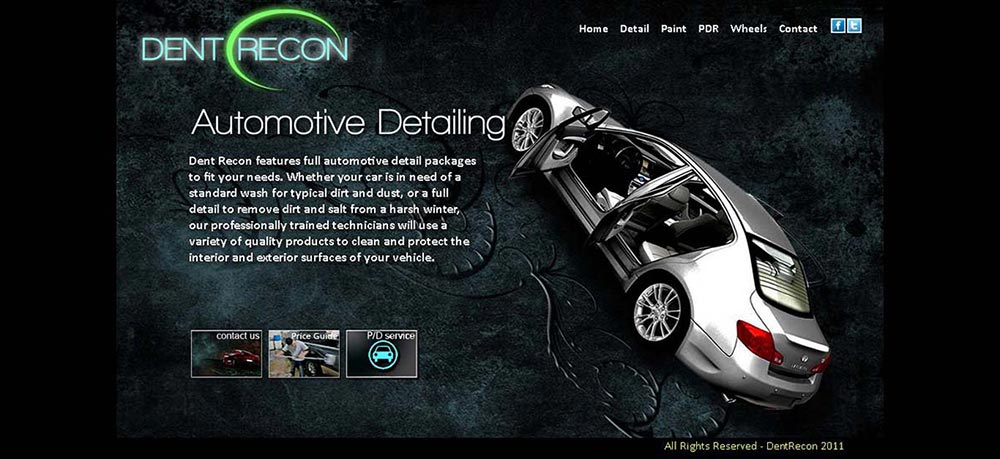 DENT RECON
Home Detail Paint PDR Wheels Contact
Automotive Detailing
Dent Recon features full automotive detail packages
to fit your needs. Whether your car is in need of a
standard wash for typical dirt and dust, or a full
detail to remove dirt and salt from a harsh winter,
our professionally trained technicians will use a
variety of quality products to clean and protect the
interior and exterior surfaces of your vehicle.
contact us Price Guide P/D service
All Rights Reserved - DentRecon 2011